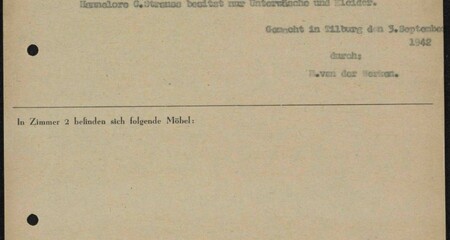 Hannelore C.Strauss besitzt nur Unterwäsche und Kleider.
Gemacht in Tilburg den 3.September
1942
durch:
van der
In Zimmer 2 befinden sich folgende Möbel: